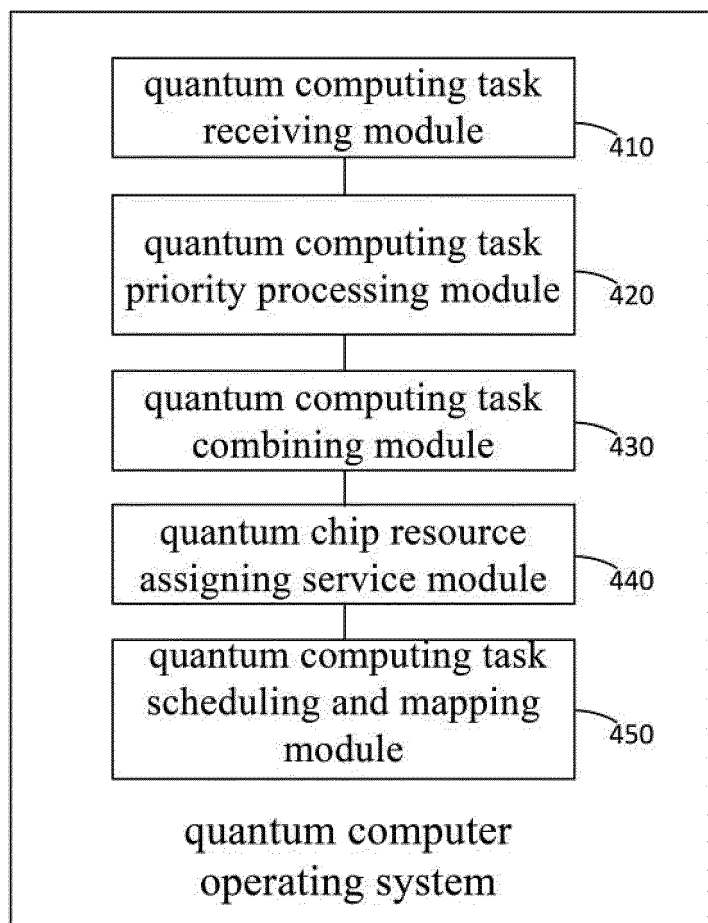 quantum computing task
receiving module
410
quantum computing task
priority processing module
420
quantum computing task
combining module
430
quantum chip resource
assigning service module
440
quantum computing task
scheduling and mapping
module
450
quantum computer
operating system